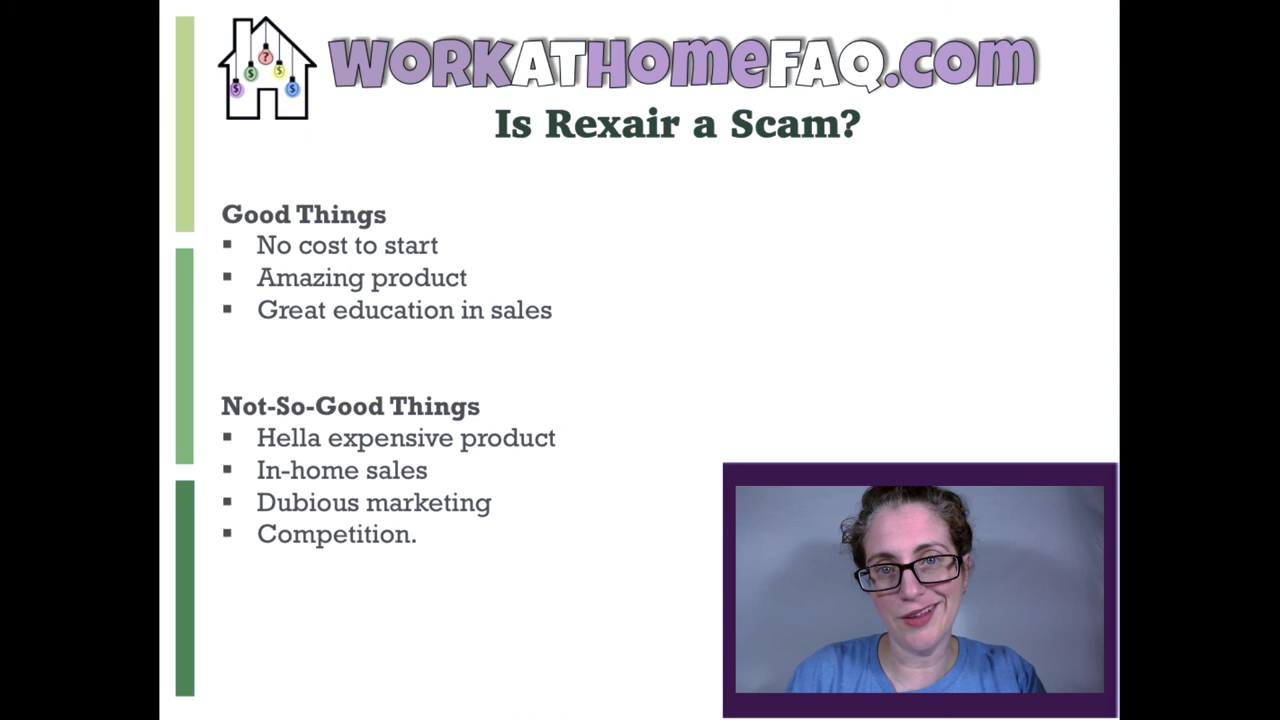 WORKATHOMEFAQ.COM
Is Rexair a Scam?
Good Things
▪ No cost to start
▪ Amazing product
▪ Great education in sales
Not-So-Good Things
▪ Hella expensive product
▪ In-home sales
▪ Dubious marketing
▪ Competition.